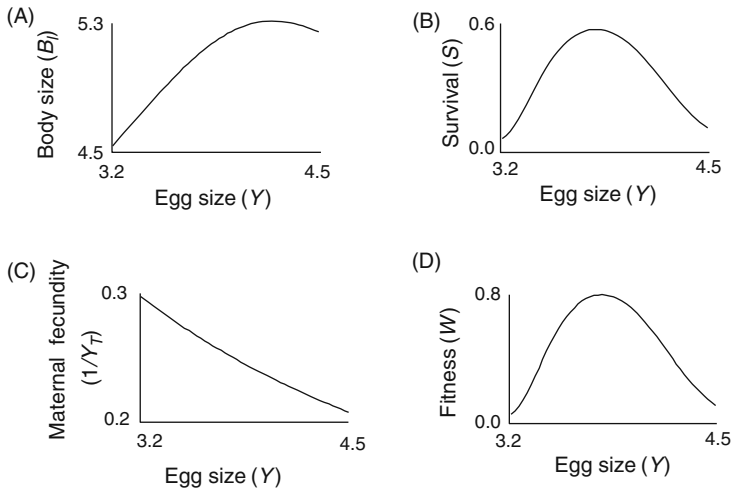 (A)
5.3
Body size (B_I)
4.5
3.2
4.5
Egg size (Y)
(B)
0.6
Survival (S)
0.0
3.2
4.5
Egg size (Y)
(C)
0.3
Maternal fecundity
(1/Y_T)
0.2
3.2
4.5
Egg size (Y)
(D)
0.8
Fitness (W)
0.0
3.2
4.5
Egg size (Y)